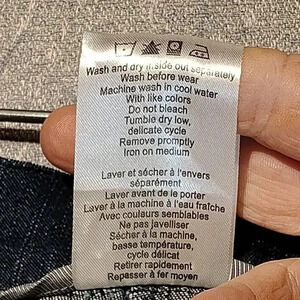 Wash and dry inside out separately
Wash before wear
Machine wash in cool water
With like colors
Do not bleach
Tumble dry low,
delicate cycle
Remove promptly
Iron on medium
Laver et sécher à l'envers
séparément
Laver avant de le porter
Laver à la machine à l'eau fraîche
Avec couleurs semblables
Ne pas javelliser
Sécher à la machine,
basse température,
cycle délicat
Retirer rapidement
Repasser à fer moyen